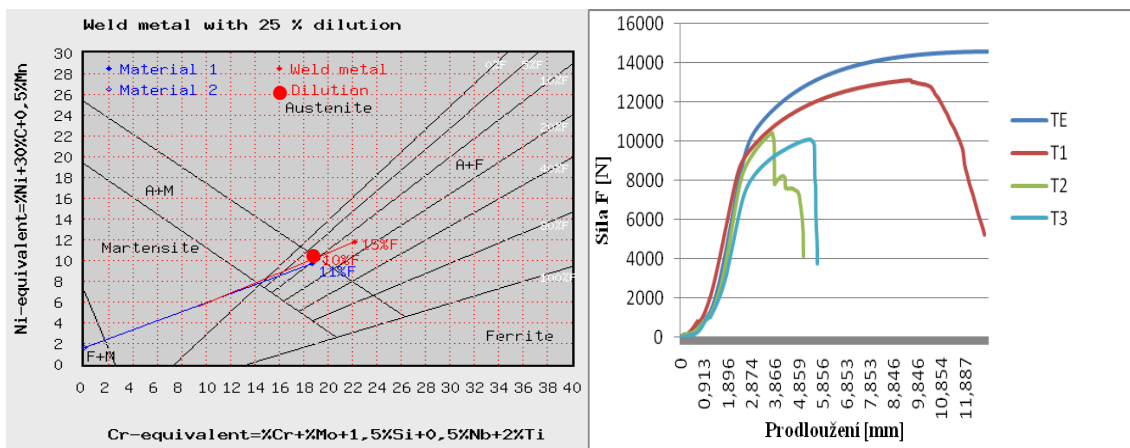 Weld metal with 25 % dilution
Ni-equivalent=%Ni+30%C+0,5%Mn
30
28
26
24
22
20
18
16
14
12
10
8
6
4
2
0
Material 1
Material 2
Weld metal
Dilution
Austenite
0%F
5%F
10%F
20%F
40%F
80%F
100%F
A+F
A+M
Martensite
15%F
10%F
11%F
F+M
Ferrite
0 2 4 6 8 10 12 14 16 18 20 22 24 26 28 30 32 34 36 38 40
Cr-equivalent=%Cr+%Mo+1,5%Si+0,5%Nb+2%Ti
Síla F [N]
16000
14000
12000
10000
8000
6000
4000
2000
0
TE
T1
T2
T3
0
0,913
1,896
2,874
3,866
4,859
5,856
6,853
7,853
8,846
9,846
10,854
11,887
Prodloužení [mm]